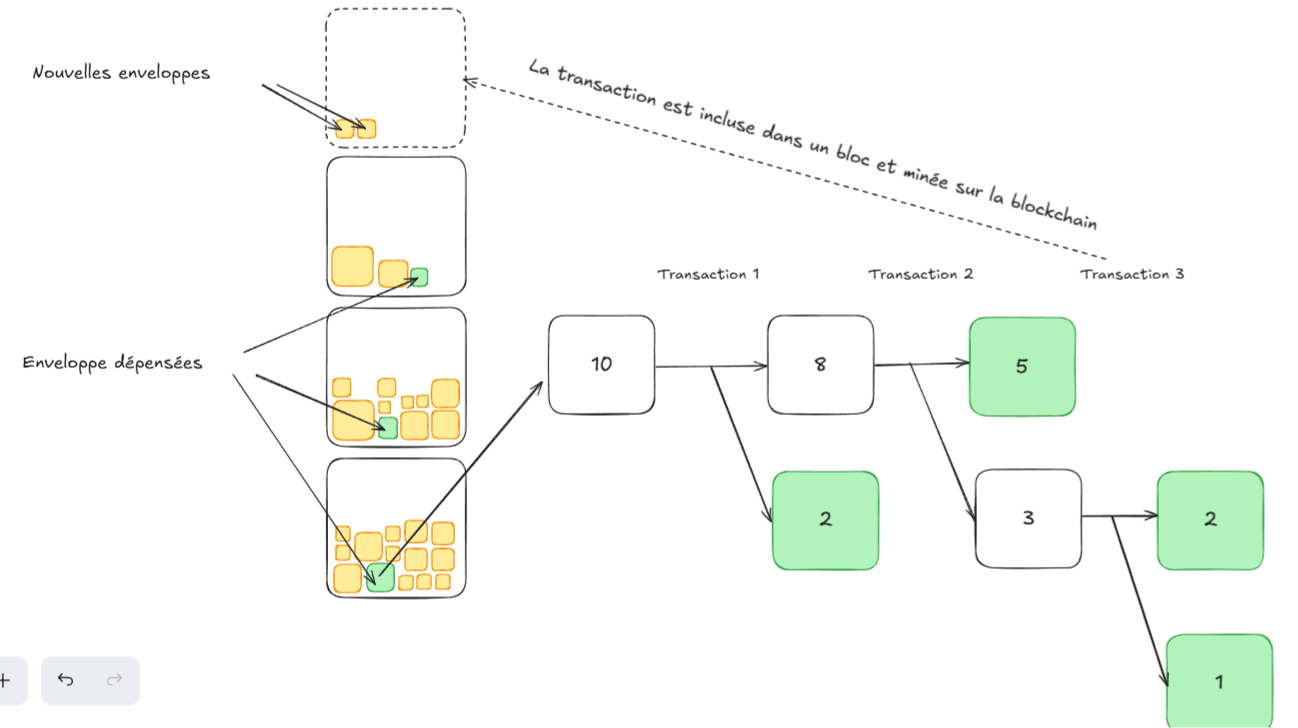 Nouvelles enveloppes
La transaction est incluse dans un bloc et minée sur la blockchain
Transaction 1
Transaction 2
Transaction 3
Enveloppe dépensées
10
8
5
2
3
2
1